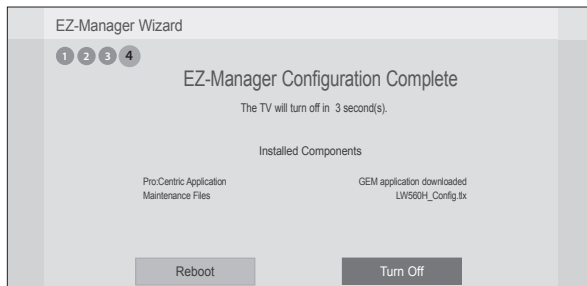 EZ-Manager Wizard
1 2 3 4
EZ-Manager Configuration Complete
The TV will turn off in 3 second(s).
Installed Components
Pro:Centric Application GEM application downloaded
Maintenance Files LW560H_Config.tlx
Reboot Turn Off